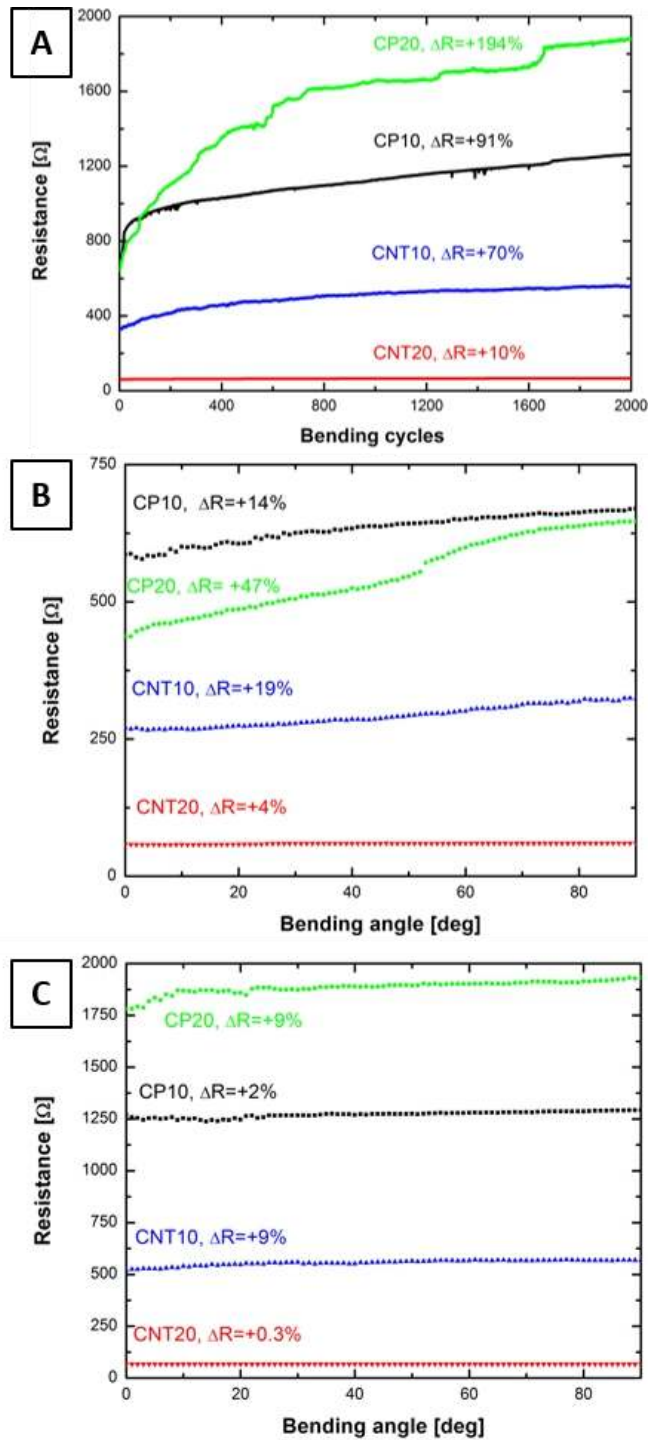 A
2000
1600
1200
800
400
0
Resistance [Ω]
CP20, ΔR=+194%
CP10, ΔR=+91%
CNT10, ΔR=+70%
CNT20, ΔR=+10%
0 400 800 1200 1600 2000
Bending cycles
B
750
500
250
0
Resistance [Ω]
CP10, ΔR=+14%
CP20, ΔR= +47%
CNT10, ΔR=+19%
CNT20, ΔR=+4%
0 20 40 60 80
Bending angle [deg]
C
2000
1750
1500
1250
1000
750
500
250
0
Resistance [Ω]
CP20, ΔR=+9%
CP10, ΔR=+2%
CNT10, ΔR=+9%
CNT20, ΔR=+0.3%
0 20 40 60 80
Bending angle [deg]